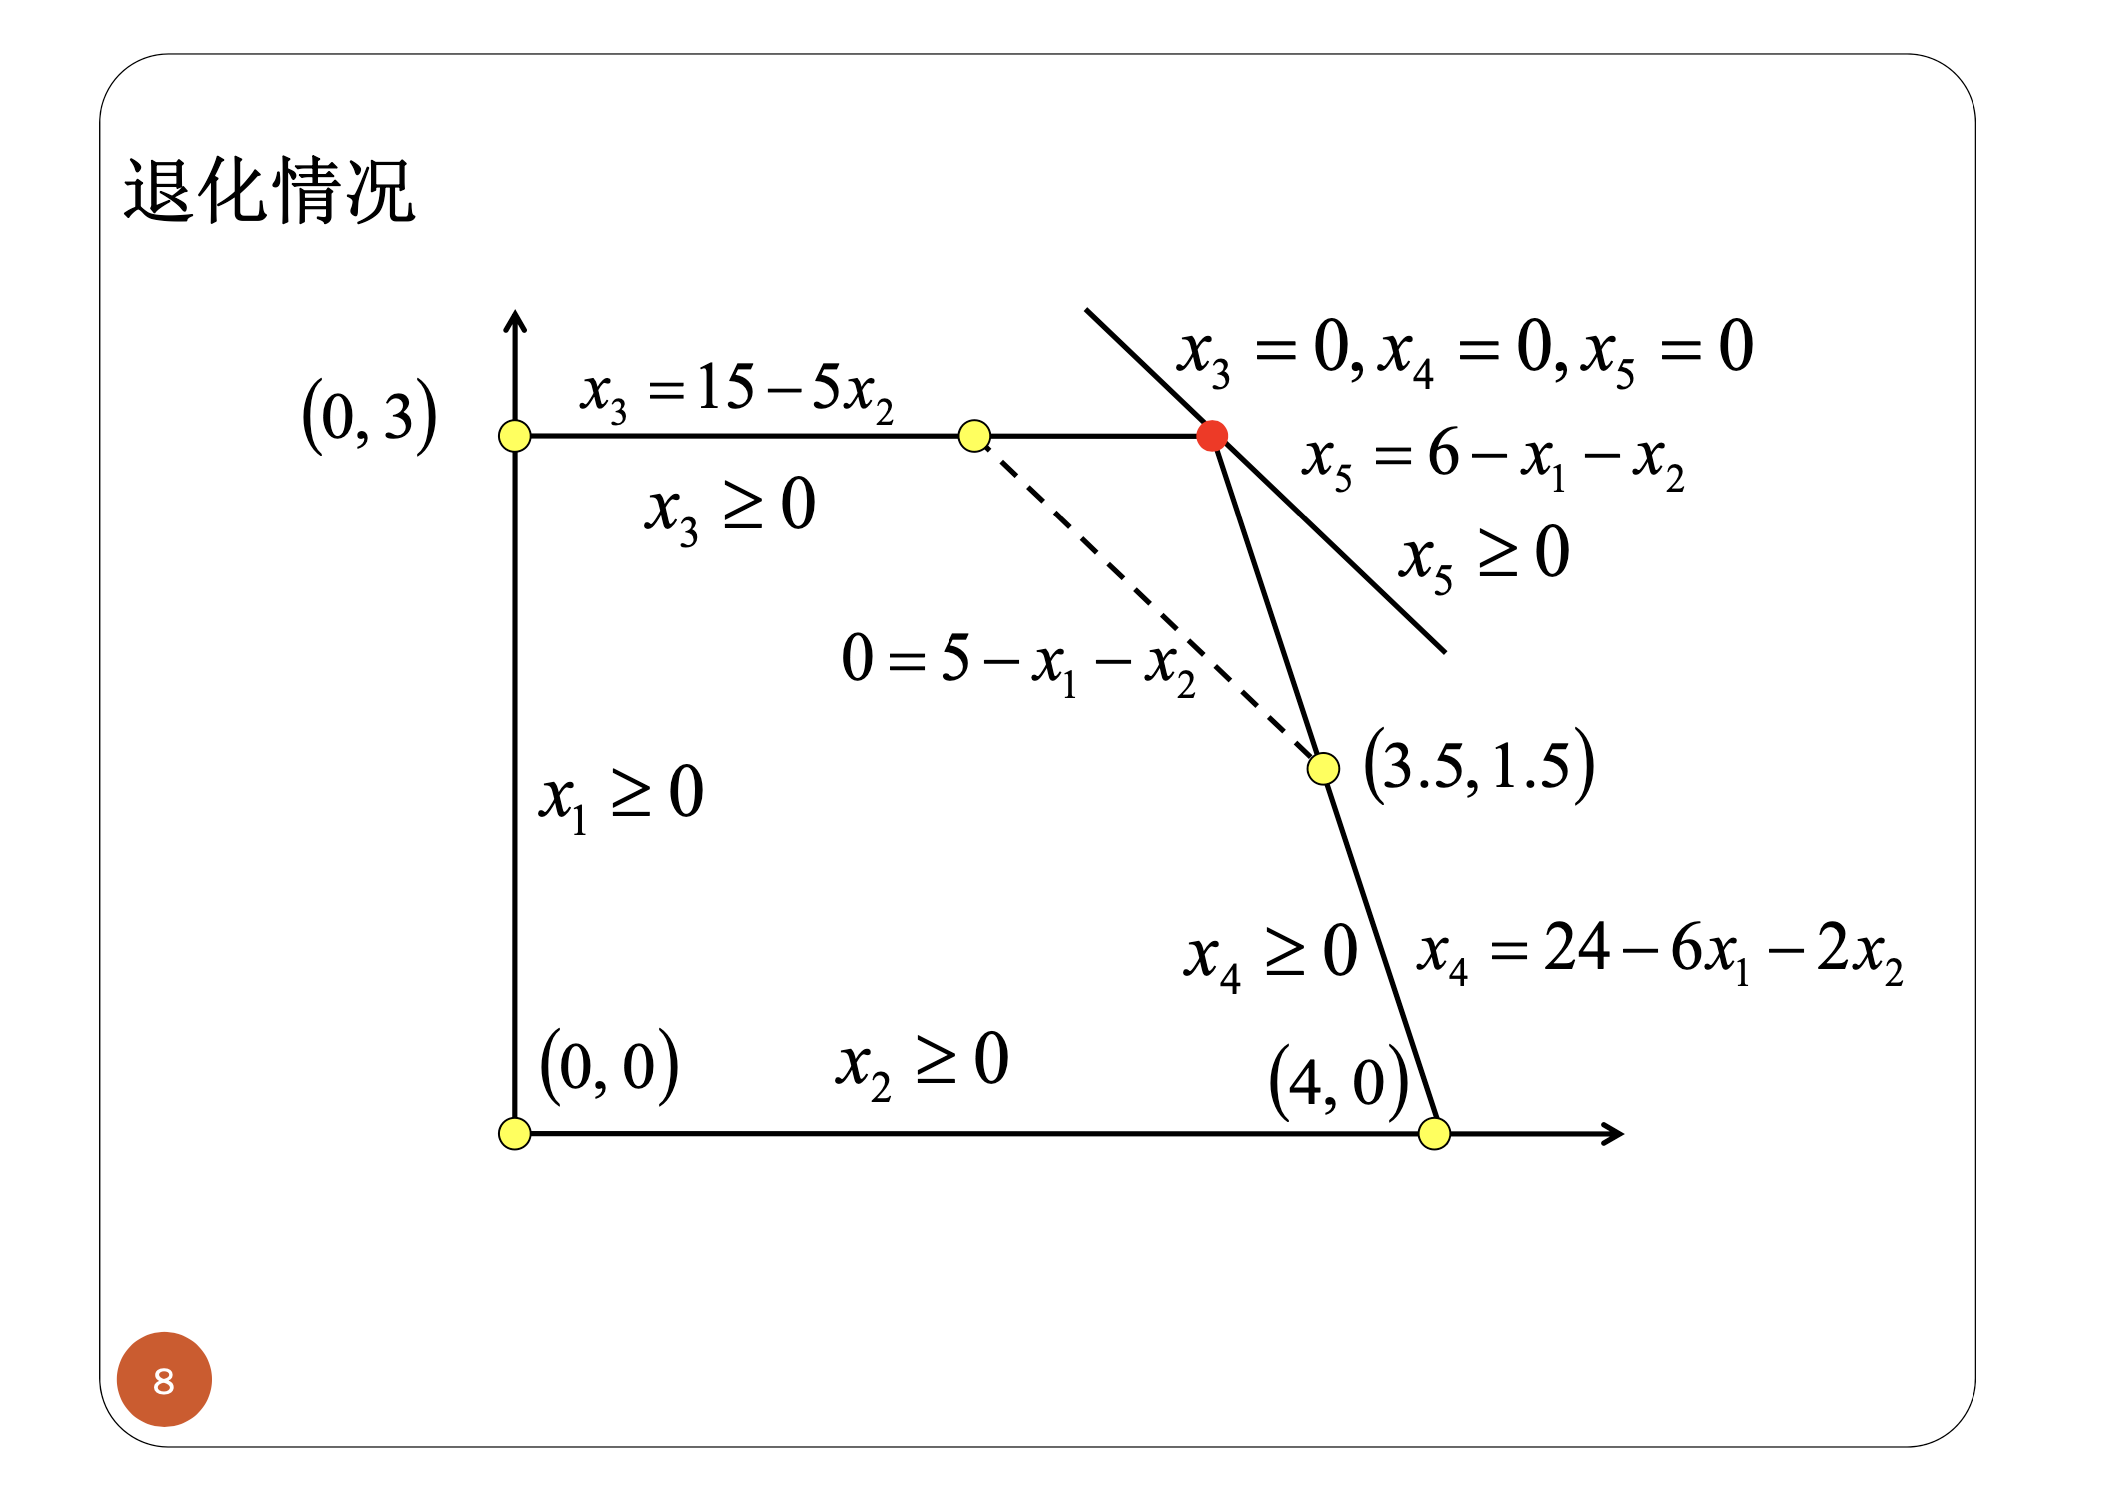 退化情况
x₃ = 0, x₄ = 0, x₅ = 0
(0, 3)
x₃ = 15 − 5x₂
x₅ = 6 − x₁ − x₂
x₃ ≥ 0
x₅ ≥ 0
0 = 5 − x₁ − x₂
(3.5, 1.5)
x₁ ≥ 0
x₄ ≥ 0
x₄ = 24 − 6x₁ − 2x₂
(0, 0)
x₂ ≥ 0
(4, 0)
8